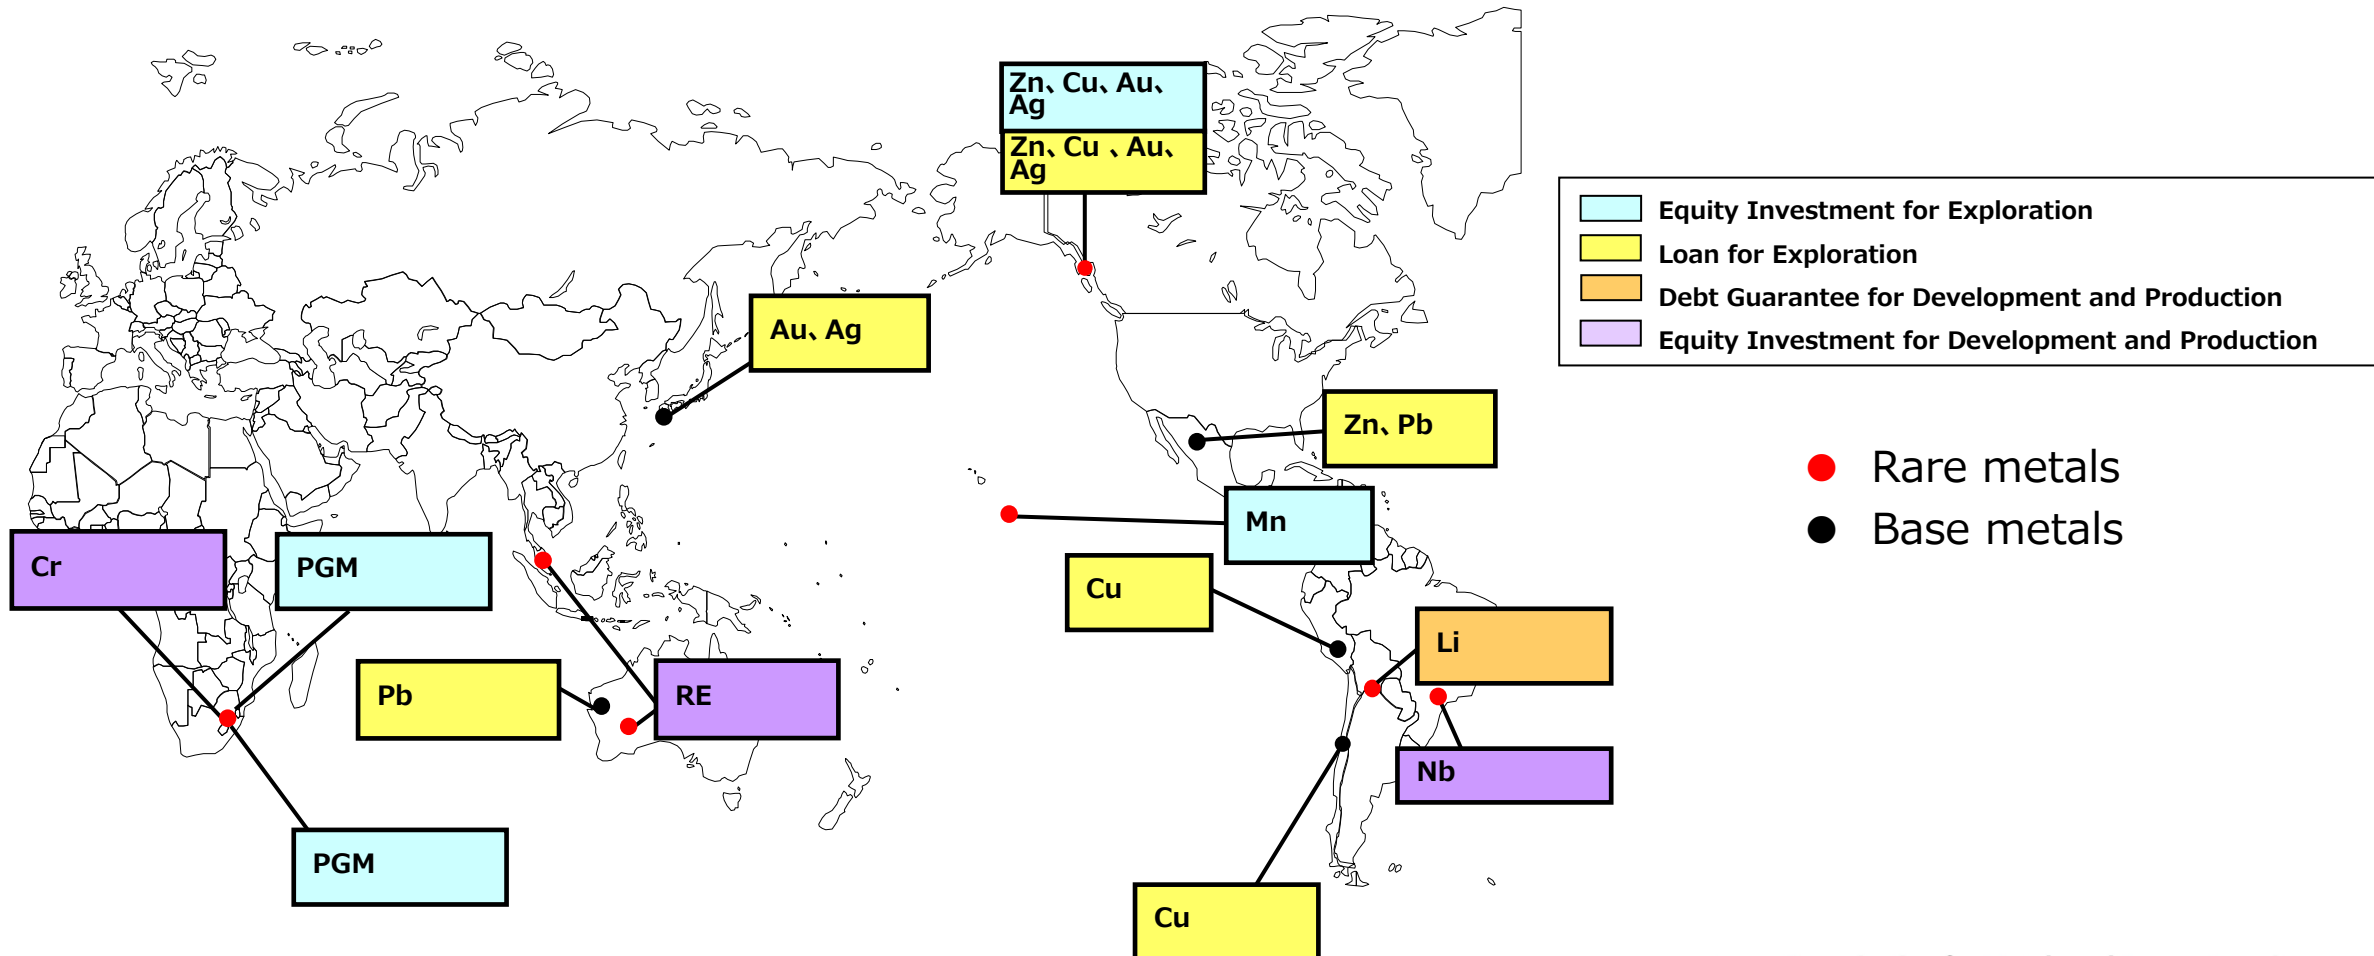 Zn、Cu、Au、
Ag
Zn、Cu 、Au、
Ag
Equity Investment for Exploration
Loan for Exploration
Debt Guarantee for Development and Production
Equity Investment for Development and Production
Au、Ag
Zn、Pb
Rare metals
Base metals
Mn
Cr
PGM
Cu
Li
Pb
RE
Nb
PGM
Cu